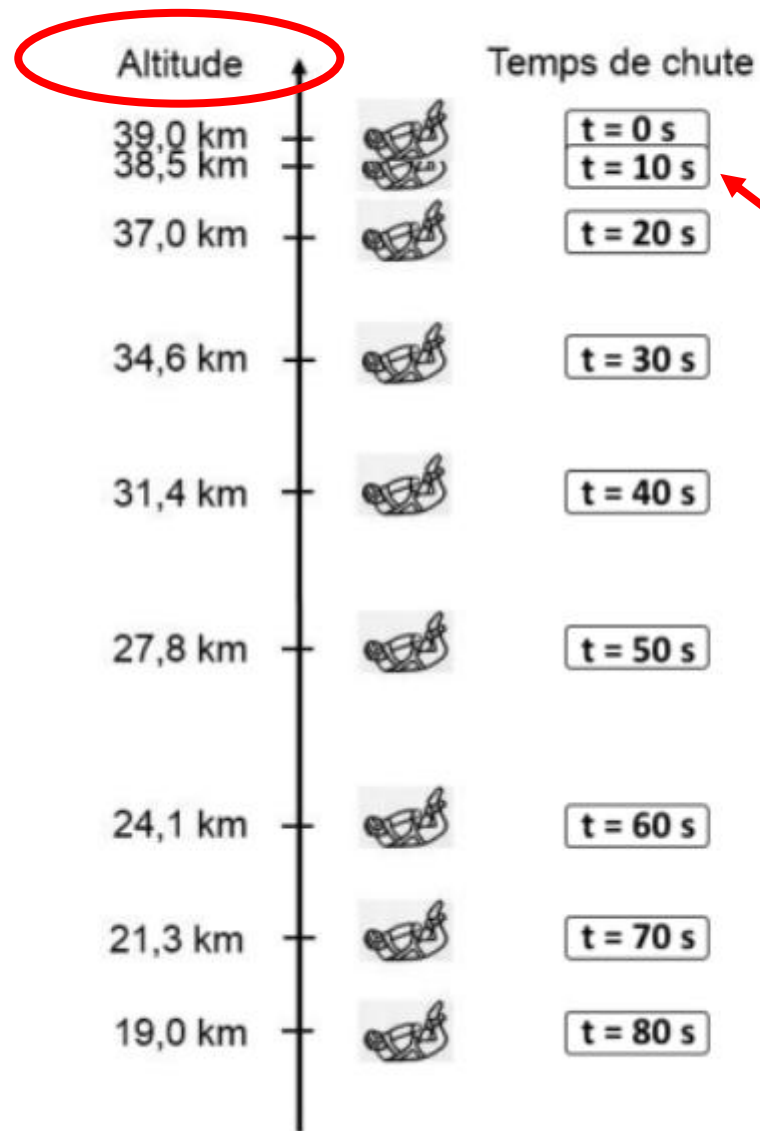 Altitude Temps de chute
39,0 km t = 0 s
38,5 km t = 10 s
37,0 km t = 20 s
34,6 km t = 30 s
31,4 km t = 40 s
27,8 km t = 50 s
24,1 km t = 60 s
21,3 km t = 70 s
19,0 km t = 80 s